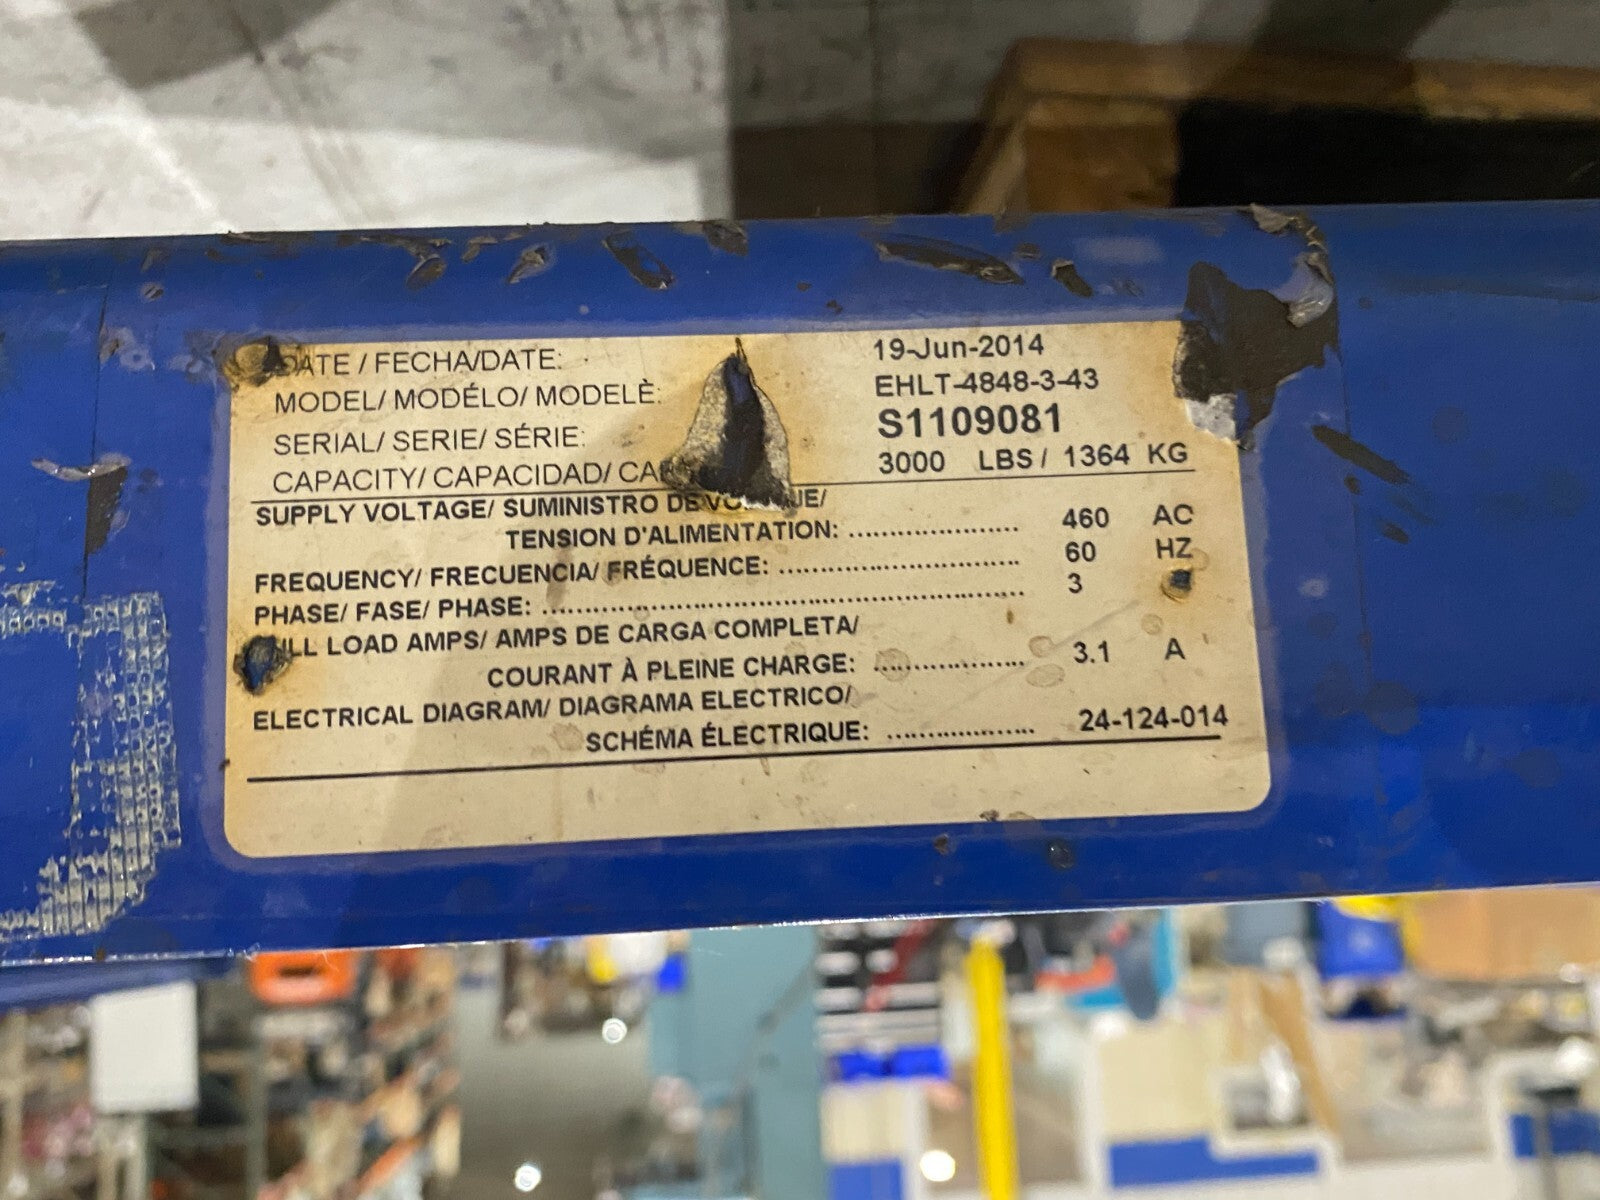 DATE / FECHA/DATE: 19-Jun-2014
MODEL/ MODÉLO/ MODELÈ: EHLT-4848-3-43
SERIAL/ SERIE/ SÉRIE: S1109081
CAPACITY/ CAPACIDAD/ 3000 LBS / 1364 KG
SUPPLY VOLTAGE/ SUMINISTRO DE
TENSION D'ALIMENTATION: .................... 460 AC
FREQUENCY/ FRECUENCIA/ FRÉQUENCE: ............................ 60 HZ
PHASE/ FASE/ PHASE: ........................................................ 3
LOAD AMPS/ AMPS DE CARGA COMPLETA/
COURANT À PLEINE CHARGE: .................. 3.1 A
ELECTRICAL DIAGRAM/ DIAGRAMA ELECTRICO/
SCHÉMA ÉLECTRIQUE: ................. 24-124-014